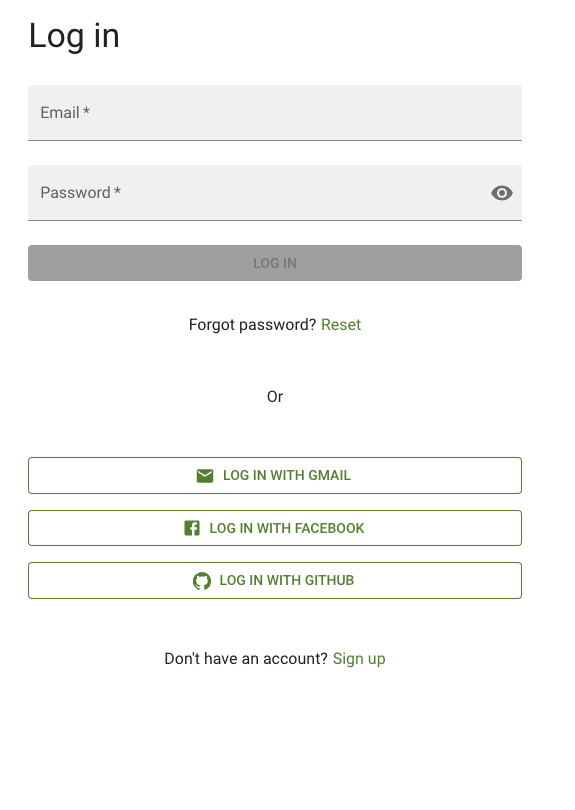 Log in
Email *
Password *
LOG IN
Forgot password? Reset
Or
LOG IN WITH GMAIL
LOG IN WITH FACEBOOK
LOG IN WITH GITHUB
Don't have an account? Sign up